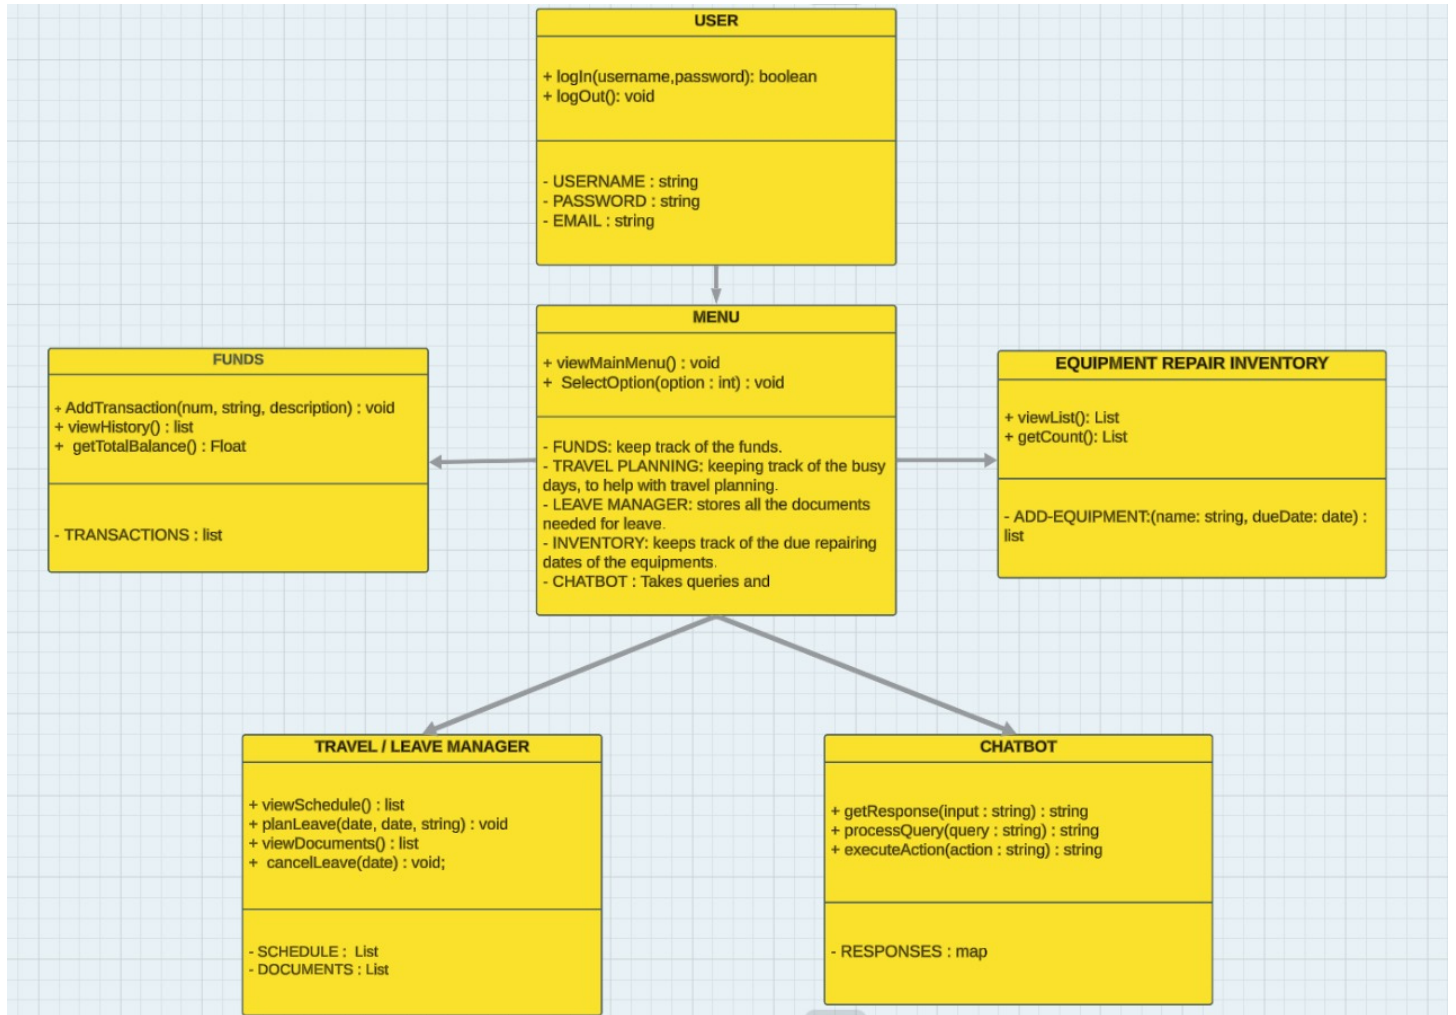 USER
+ logIn(username,password): boolean
+ logOut(): void
- USERNAME : string
- PASSWORD : string
- EMAIL : string
MENU
+ viewMainMenu() : void
+ SelectOption(option : int) : void
- FUNDS: keep track of the funds.
- TRAVEL PLANNING: keeping track of the busy
days, to help with travel planning.
- LEAVE MANAGER: stores all the documents
needed for leave.
- INVENTORY: keeps track of the due repairing
dates of the equipments.
- CHATBOT : Takes queries and
FUNDS
+ AddTransaction(num, string, description) : void
+ viewHistory() : list
+ getTotalBalance() : Float
- TRANSACTIONS : list
EQUIPMENT REPAIR INVENTORY
+ viewList(): List
+ getCount(): List
- ADD-EQUIPMENT:(name: string, dueDate: date) :
list
TRAVEL / LEAVE MANAGER
+ viewSchedule() : list
+ planLeave(date, date, string) : void
+ viewDocuments() : list
+ cancelLeave(date) : void;
- SCHEDULE : List
- DOCUMENTS : List
CHATBOT
+ getResponse(input : string) : string
+ processQuery(query : string) : string
+ executeAction(action : string) : string
- RESPONSES : map